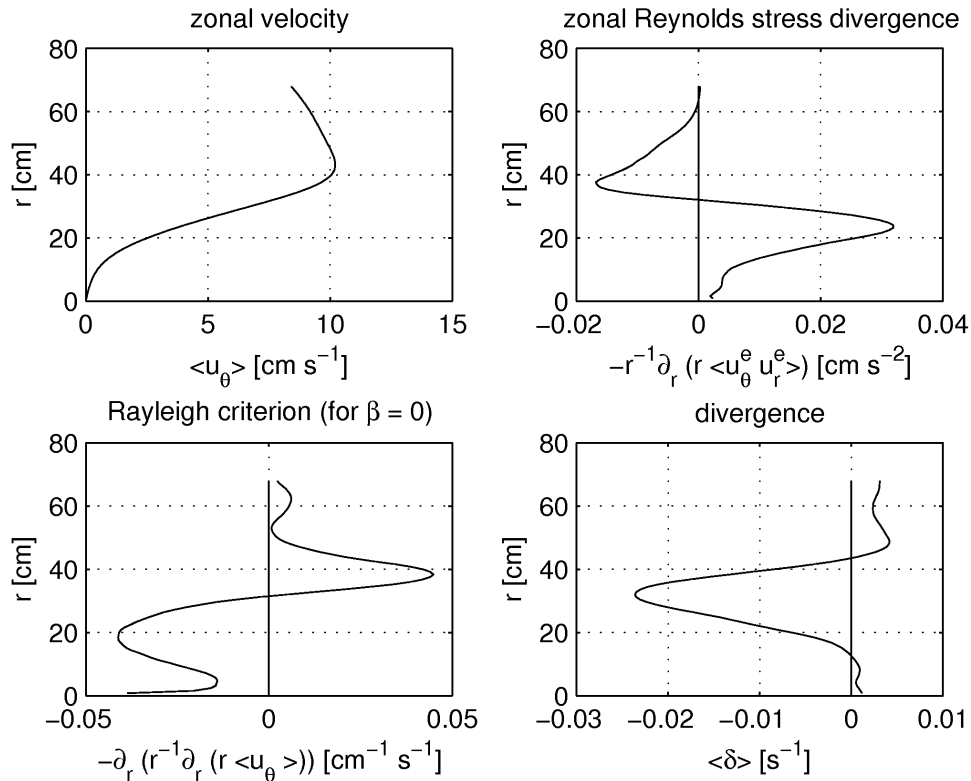 zonal velocity
80
60
40
20
0
r [cm]
0 5 10 15
<u_θ> [cm s⁻¹]
zonal Reynolds stress divergence
80
60
40
20
0
r [cm]
−0.02 0 0.02 0.04
−r⁻¹∂_r (r <u_θ^e u_r^e>) [cm s⁻²]
Rayleigh criterion (for β = 0)
80
60
40
20
0
r [cm]
−0.05 0 0.05
−∂_r (r⁻¹∂_r (r <u_θ >)) [cm⁻¹ s⁻¹]
divergence
80
60
40
20
0
r [cm]
−0.03 −0.02 −0.01 0 0.01
<δ> [s⁻¹]